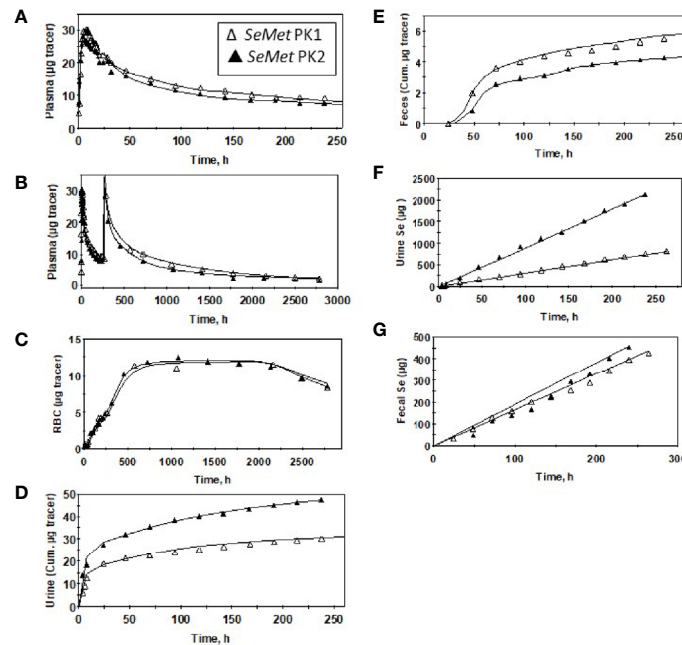 A
Plasma (µg tracer)
30
20
10
0
SeMet PK1
SeMet PK2
0 50 100 150 200 250
Time, h
B
Plasma (µg tracer)
30
20
10
0
0 500 1000 1500 2000 2500 3000
Time, h
C
RBC (µg tracer)
15
10
5
0
0 500 1000 1500 2000 2500
Time, h
D
Urine (Cum. µg tracer)
50
40
30
20
10
0
0 50 100 150 200 250
Time, h
E
Feces (Cum. µg tracer)
6
4
2
0
0 50 100 150 200 250
Time, h
F
Urine Se (µg)
2500
2000
1500
1000
500
0
0 50 100 150 200 250
Time, h
G
Fecal Se (µg)
500
400
300
200
100
0
0 50 100 150 200 250 300
Time, h